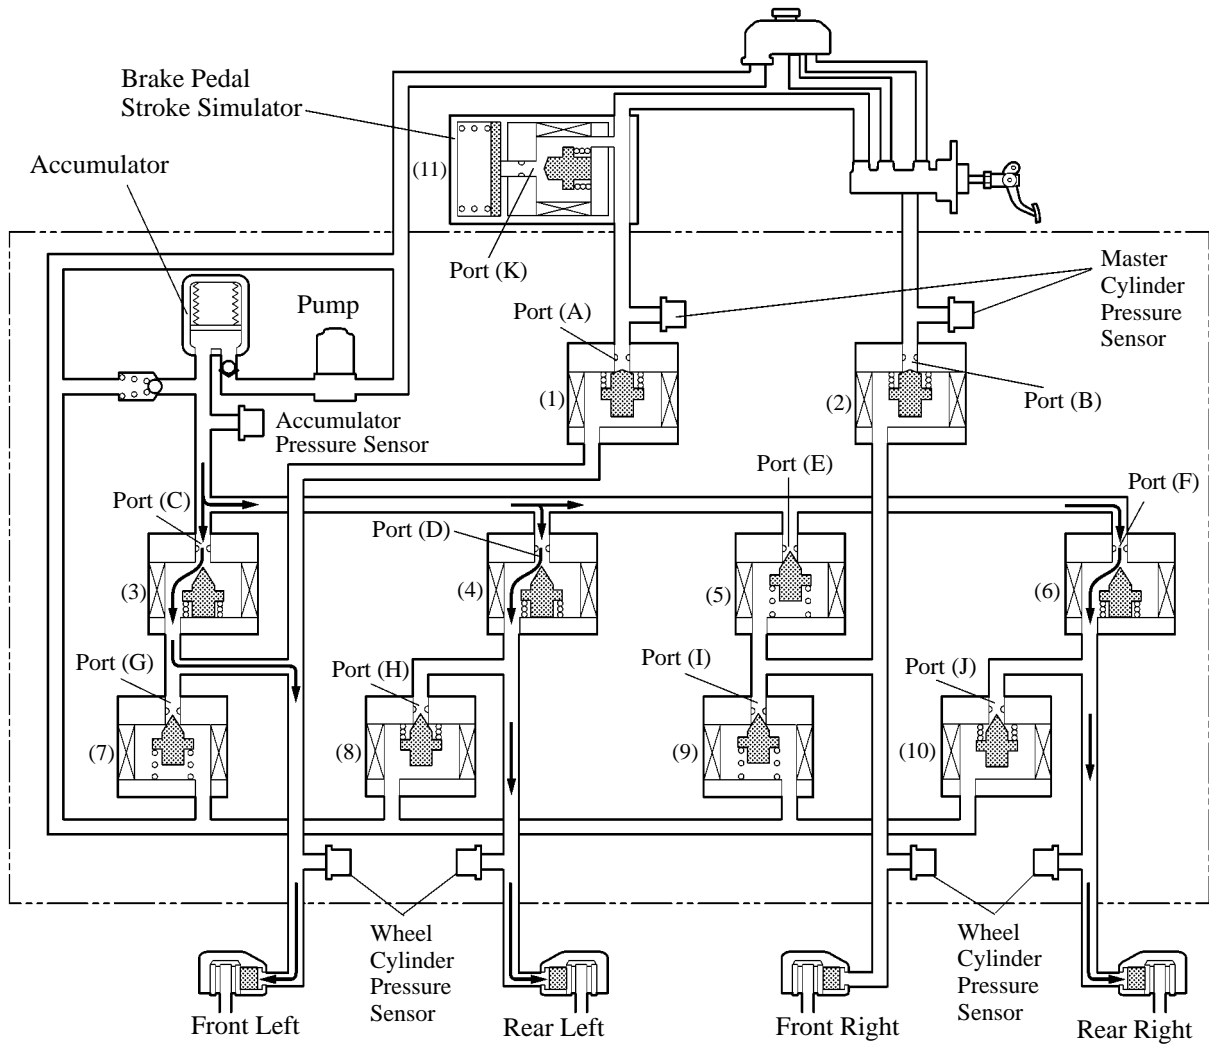 Brake Pedal
Stroke Simulator
(11)
Accumulator
Port (K)
Master
Cylinder
Pressure
Sensor
Pump
Port (A)
(1)
(2)
Port (B)
Accumulator
Pressure Sensor
Port (C)
Port (D)
Port (E)
Port (F)
(3)
(4)
(5)
(6)
Port (G)
Port (H)
Port (I)
Port (J)
(7)
(8)
(9)
(10)
Wheel
Cylinder
Pressure
Sensor
Wheel
Cylinder
Pressure
Sensor
Front Left
Rear Left
Front Right
Rear Right